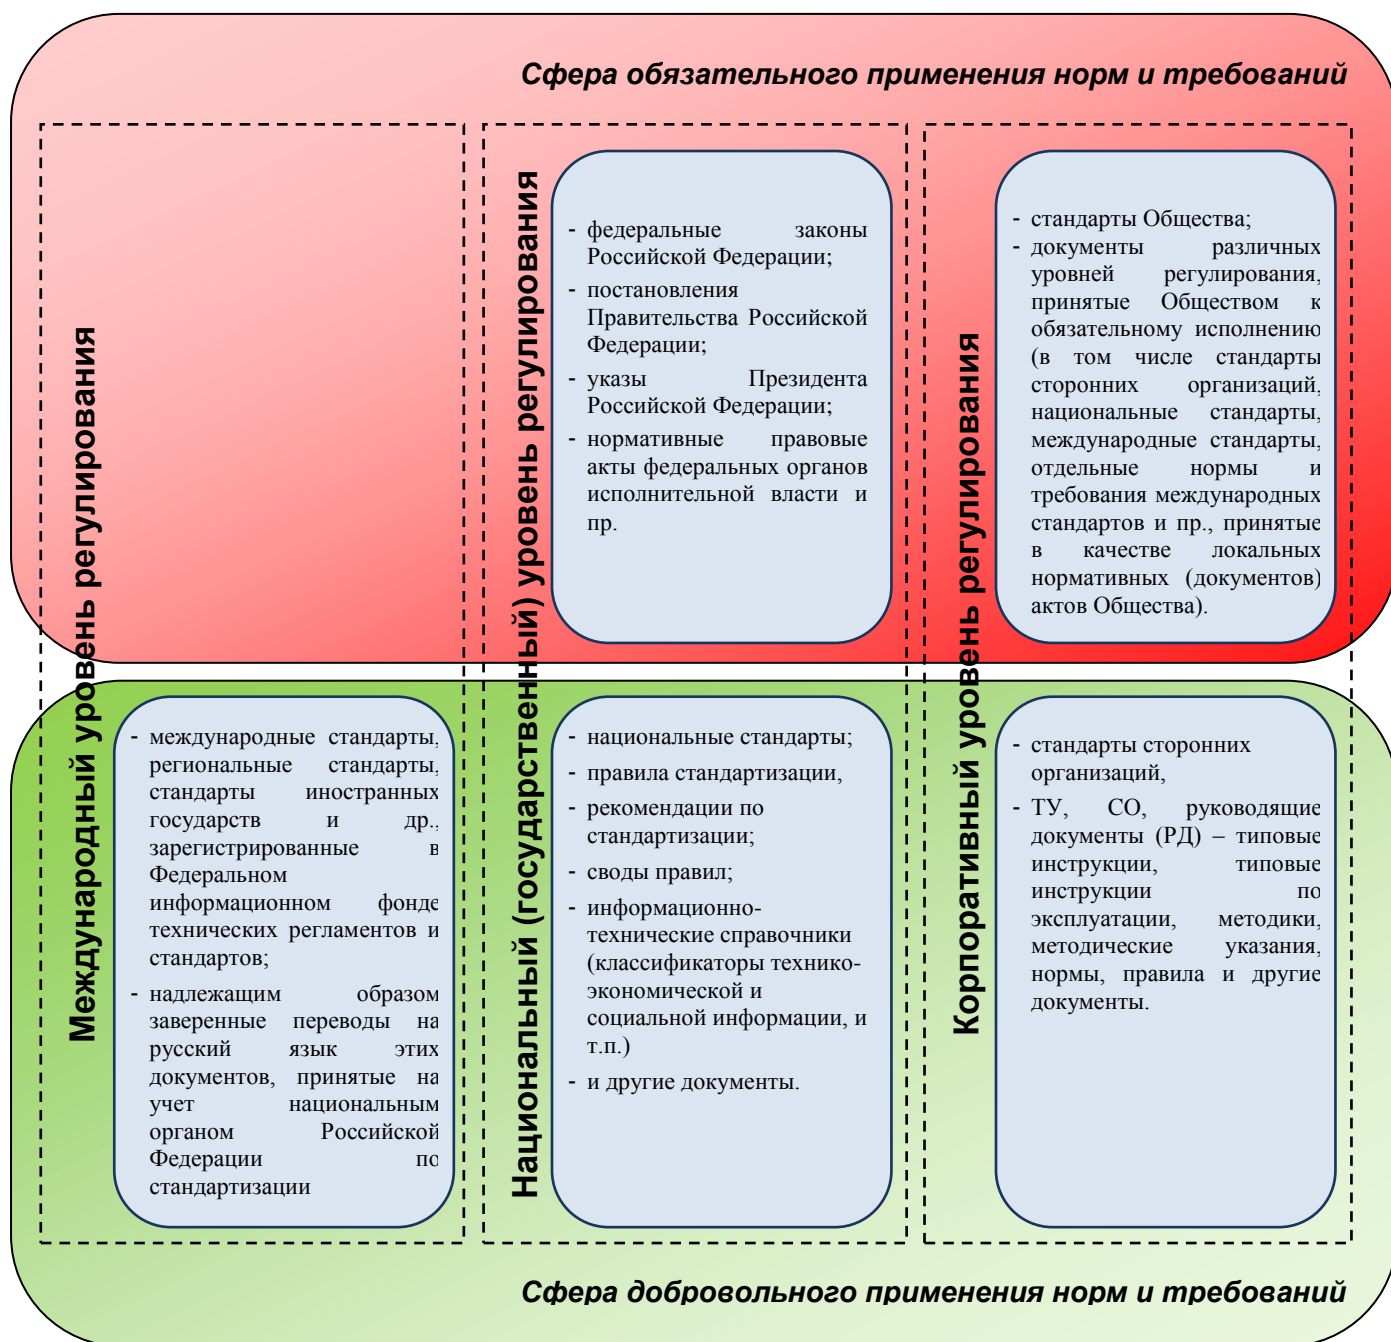 Сфера обязательного применения норм и требований
Международный уровень регулирования
Национальный (государственный) уровень регулирования
- федеральные законы
Российской Федерации;
- постановления
Правительства Российской
Федерации;
- указы Президента
Российской Федерации;
- нормативные правовые
акты федеральных органов
исполнительной власти и
пр.
Корпоративный уровень регулирования
- стандарты Общества;
- документы различных
уровней регулирования,
принятые Обществом к
обязательному исполнению
(в том числе стандарты
сторонних организаций,
национальные стандарты,
международные стандарты,
отдельные нормы и
требования международных
стандартов и пр., принятые
в качестве локальных
нормативных (документов)
актов Общества).
- международные стандарты,
региональные стандарты,
стандарты иностранных
государств и др.,
зарегистрированные в
Федеральном
информационном фонде
технических регламентов и
стандартов;
- надлежащим образом
заверенные переводы на
русский язык этих
документов, принятые на
учет национальным
органом Российской
Федерации по
стандартизации
- национальные стандарты;
- правила стандартизации,
- рекомендации по
стандартизации;
- своды правил;
- информационно-
технические справочники
(классификаторы технико-
экономической и
социальной информации, и
т.п.)
- и другие документы.
- стандарты сторонних
организаций,
- ТУ, СО, руководящие
документы (РД) – типовые
инструкции, типовые
инструкции по
эксплуатации, методики,
методические указания,
нормы, правила и другие
документы.
Сфера добровольного применения норм и требований